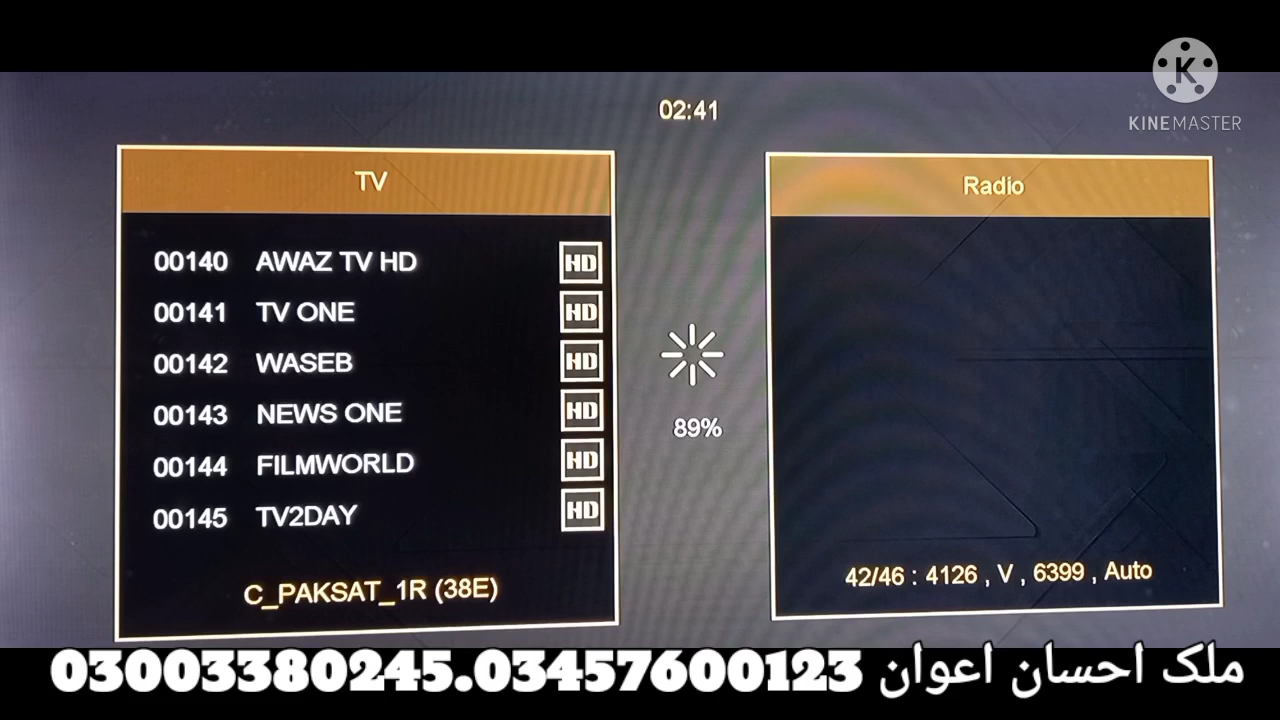 KINEMASTER
02:41
TV
00140 AWAZ TV HD HD
00141 TV ONE HD
00142 WASEB HD
00143 NEWS ONE HD
00144 FILMWORLD HD
00145 TV2DAY HD
C_PAKSAT_1R (38E)
89%
Radio
42/46 : 4126 , V , 6399 , Auto
03003380245.03457600123 ملک احسان اعوان